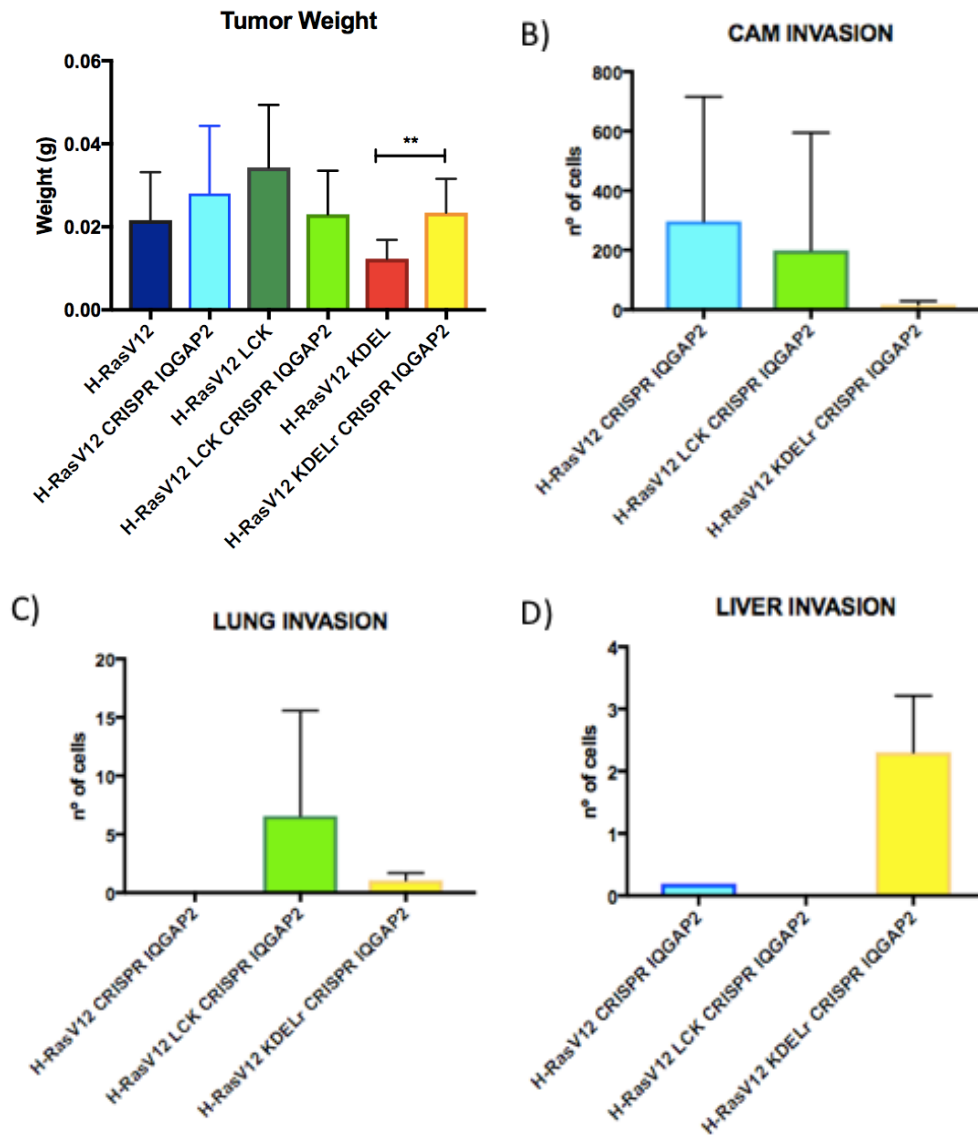 Tumor Weight
Weight (g)
0.06
0.04
0.02
0.00
**
H-RasV12
H-RasV12 CRISPR IQGAP2
H-RasV12 LCK
H-RasV12 LCK CRISPR IQGAP2
H-RasV12 KDEL
H-RasV12 KDELr CRISPR IQGAP2
B)
CAM INVASION
nº of cells
800
600
400
200
0
H-RasV12 CRISPR IQGAP2
H-RasV12 LCK CRISPR IQGAP2
H-RasV12 KDELr CRISPR IQGAP2
C)
LUNG INVASION
nº of cells
20
15
10
5
0
H-RasV12 CRISPR IQGAP2
H-RasV12 LCK CRISPR IQGAP2
H-RasV12 KDELr CRISPR IQGAP2
D)
LIVER INVASION
nº of cells
4
3
2
1
0
H-RasV12 CRISPR IQGAP2
H-RasV12 LCK CRISPR IQGAP2
H-RasV12 KDELr CRISPR IQGAP2